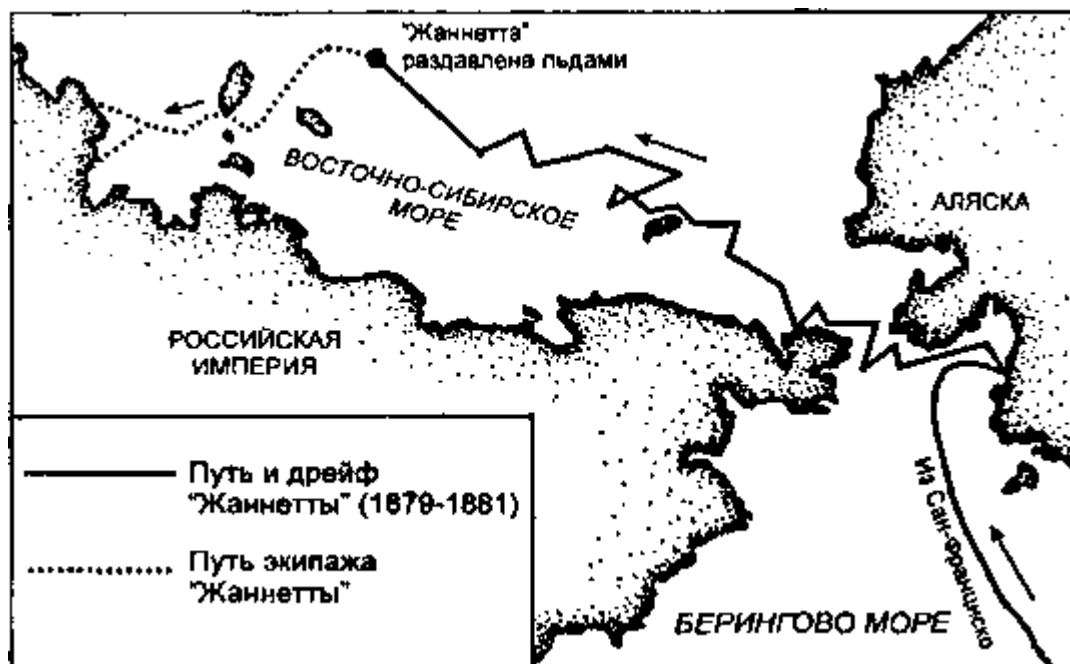 "Жаннетта"
раздавлена льдами
ВОСТОЧНО-СИБИРСКОЕ
МОРЕ
АЛЯСКА
РОССИЙСКАЯ
ИМПЕРИЯ
Путь и дрейф
"Жаннетты" (1879-1881)
Путь экипажа
"Жаннетты"
Из Сан-Франциско
БЕРИНГОВО МОРЕ